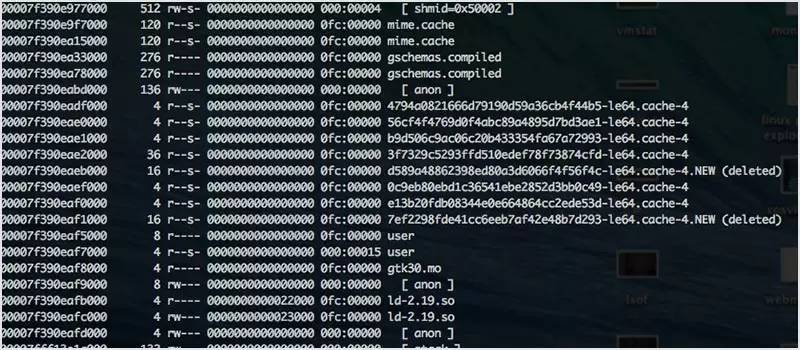 00007f390e977000 512 rw-s- 0000000000000000 000:00004 [ shmid=0x50002 ]
00007f390e9f7000 120 r--s- 0000000000000000 0fc:00000 mime.cache
00007f390ea15000 120 r--s- 0000000000000000 0fc:00000 mime.cache
00007f390ea33000 276 r---- 0000000000000000 0fc:00000 gschemas.compiled
00007f390ea78000 276 r---- 0000000000000000 0fc:00000 gschemas.compiled
00007f390eabd000 136 rw--- 0000000000000000 000:00000 [ anon ]
00007f390eadf000 4 r--s- 0000000000000000 0fc:00000 4794a0821666d79190d59a36cb4f44b5-le64.cache-4
00007f390eae0000 4 r--s- 0000000000000000 0fc:00000 56cf4f4769d0f4abc89a4895d7bd3ae1-le64.cache-4
00007f390eae1000 4 r--s- 0000000000000000 0fc:00000 b9d506c9ac06c20b433354fa67a72993-le64.cache-4
00007f390eae2000 36 r--s- 0000000000000000 0fc:00000 3f7329c5293ffd510edef78f73874cfd-le64.cache-4
00007f390eaeb000 16 r--s- 0000000000000000 0fc:00000 d589a48862398ed80a3d6066f4f56f4c-le64.cache-4.NEW (deleted)
00007f390eaef000 4 r--s- 0000000000000000 0fc:00000 0c9eb80ebd1c36541ebe2852d3bb0c49-le64.cache-4
00007f390eaf0000 4 r--s- 0000000000000000 0fc:00000 e13b20fdb08344e0e664864cc2ede53d-le64.cache-4
00007f390eaf1000 16 r--s- 0000000000000000 0fc:00000 7ef2298fde41cc6eeb7af42e48b7d293-le64.cache-4.NEW (deleted)
00007f390eaf5000 8 r---- 0000000000000000 0fc:00000 user
00007f390eaf7000 4 r--s- 0000000000000000 000:00015 user
00007f390eaf8000 4 r---- 0000000000000000 0fc:00000 gtk30.mo
00007f390eaf9000 8 rw--- 0000000000000000 000:00000 [ anon ]
00007f390eafb000 4 r---- 0000000000022000 0fc:00000 ld-2.19.so
00007f390eafc000 4 rw--- 0000000000023000 0fc:00000 ld-2.19.so
00007f390eafd000 4 rw--- 0000000000000000 000:00000 [ anon ]
vmstat
linux
lsof